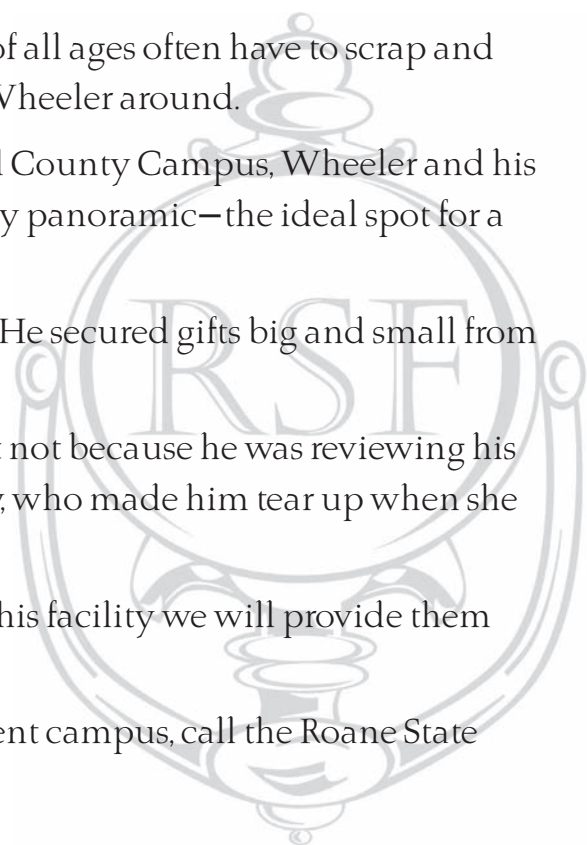 of all ages often have to scrap and
Wheeler around.
l County Campus, Wheeler and his
y panoramic—the ideal spot for a
He secured gifts big and small from
RSF
t not because he was reviewing his
y, who made him tear up when she
his facility we will provide them
ent campus, call the Roane State